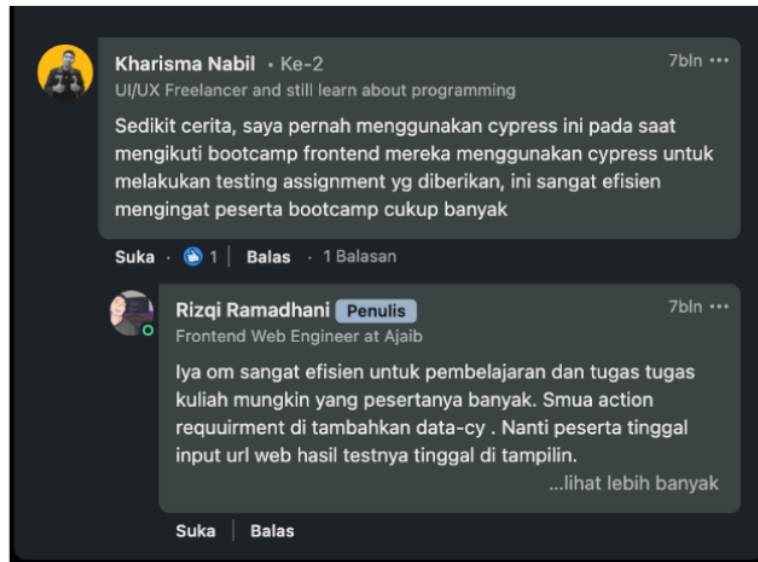 Kharisma Nabil • Ke-2
7bln •••
UI/UX Freelancer and still learn about programming
Sedikit cerita, saya pernah menggunakan cypress ini pada saat
mengikuti bootcamp frontend mereka menggunakan cypress untuk
melakukan testing assignment yg diberikan, ini sangat efisien
mengingat peserta bootcamp cukup banyak
Suka · 1 | Balas · 1 Balasan
Rizqi Ramadhani Penulis
7bln •••
Frontend Web Engineer at Ajaib
Iya om sangat efisien untuk pembelajaran dan tugas tugas
kuliah mungkin yang pesertanya banyak. Smua action
requuirment di tambahkan data-cy . Nanti peserta tinggal
input url web hasil testnya tinggal di tampilin.
...lihat lebih banyak
Suka | Balas